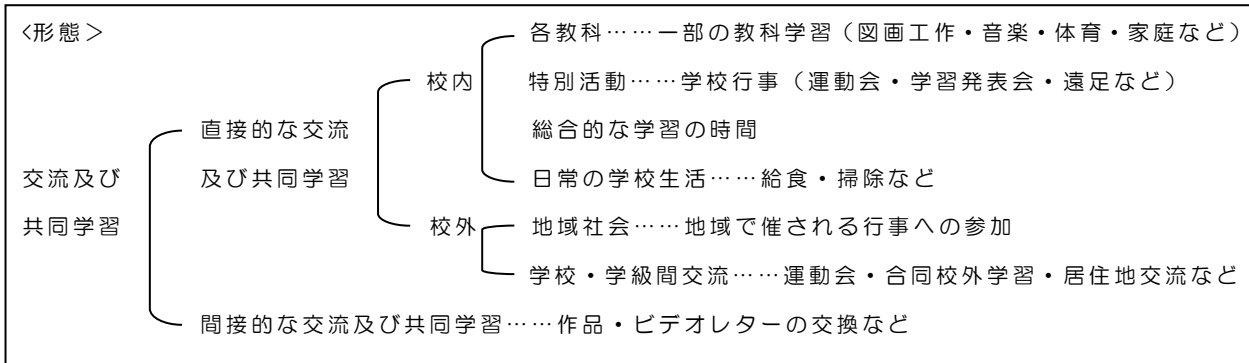 <形態>
各教科……一部の教科学習（図画工作・音楽・体育・家庭など）
校内
特別活動……学校行事（運動会・学習発表会・遠足など）
直接的な交流
総合的な学習の時間
交流及び
及び共同学習
日常の学校生活……給食・掃除など
共同学習
校外
地域社会……地域で催される行事への参加
学校・学級間交流……運動会・合同校外学習・居住地交流など
間接的な交流及び共同学習……作品・ビデオレターの交換など